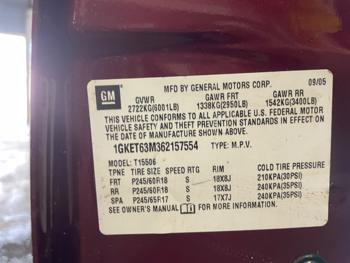 MFD BY GENERAL MOTORS CORP. 09/05
GM
GVWR GAWR FRT GAWR RR
2722KG(6001LB) 1338KG(2950LB) 1542KG(3400LB)
THIS VEHICLE CONFORMS TO ALL APPLICABLE U.S. FEDERAL MOTOR
VEHICLE SAFETY AND THEFT PREVENTION STANDARDS IN EFFECT ON
THE DATE OF MANUFACTURE SHOWN ABOVE.
1GKET63M362157554 TYPE: M.P.V.
MODEL: T15506
TPNE TIRE SIZE SPEED RTG RIM COLD TIRE PRESSURE
FRT P245/60R18 S 18X8J 210KPA(30PSI)
RR P245/60R18 S 18X8J 240KPA(35PSI)
SPA P245/65R17 S 17X7J 240KPA(35PSI)
SEE OWNER'S MANUAL FOR MORE INFORMATION